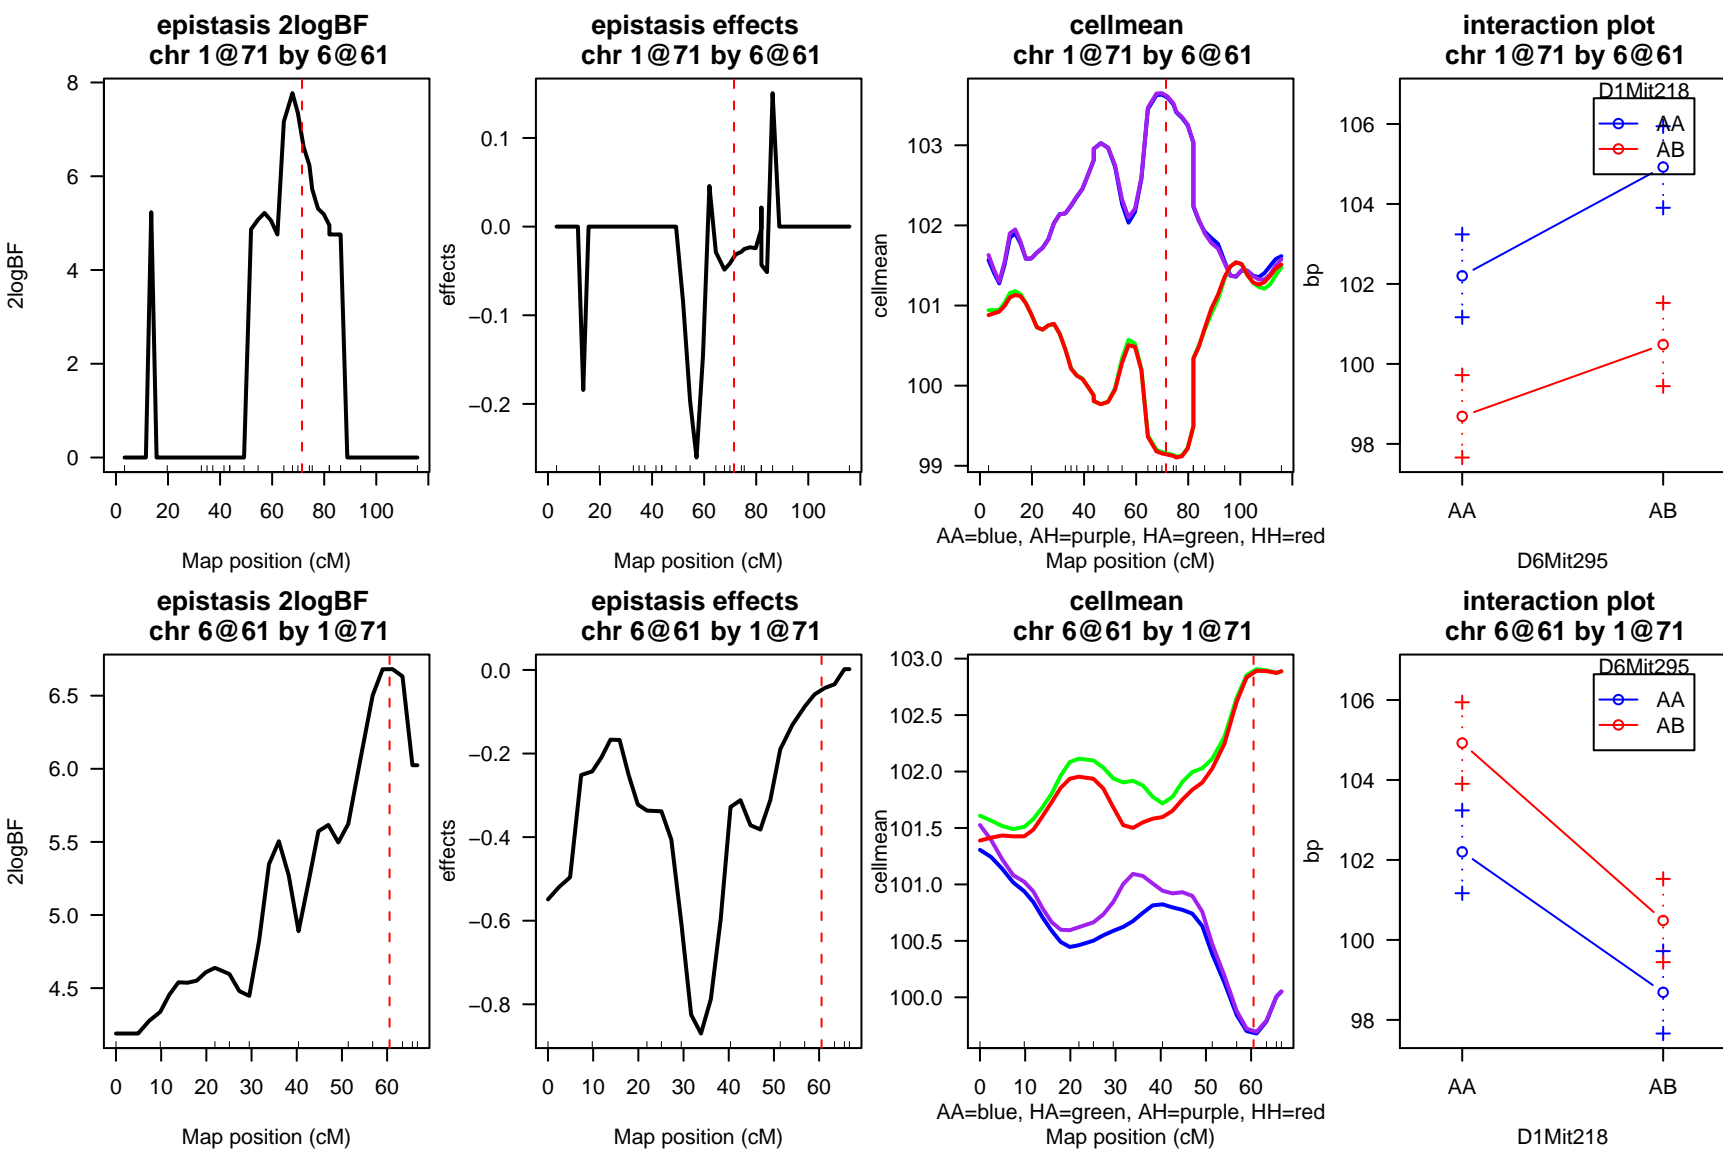 epistasis 2logBF
chr 1@71 by 6@61
2logBF
8
6
4
2
0
0 20 40 60 80 100
Map position (cM)
epistasis effects
chr 1@71 by 6@61
effects
0.1
0.0
−0.1
−0.2
0 20 40 60 80 100
Map position (cM)
cellmean
chr 1@71 by 6@61
cellmean
103
102
101
100
99
0 20 40 60 80 100
AA=blue, AH=purple, HA=green, HH=red
Map position (cM)
interaction plot
chr 1@71 by 6@61
bp
106
104
102
100
98
D1Mit218
AA
AB
AA AB
D6Mit295
epistasis 2logBF
chr 6@61 by 1@71
2logBF
6.5
6.0
5.5
5.0
4.5
0 10 20 30 40 50 60
Map position (cM)
epistasis effects
chr 6@61 by 1@71
effects
0.0
−0.2
−0.4
−0.6
−0.8
0 10 20 30 40 50 60
Map position (cM)
cellmean
chr 6@61 by 1@71
cellmean
103.0
102.5
102.0
101.5
101.0
100.5
100.0
0 10 20 30 40 50 60
AA=blue, HA=green, AH=purple, HH=red
Map position (cM)
interaction plot
chr 6@61 by 1@71
bp
106
104
102
100
98
D6Mit295
AA
AB
AA AB
D1Mit218